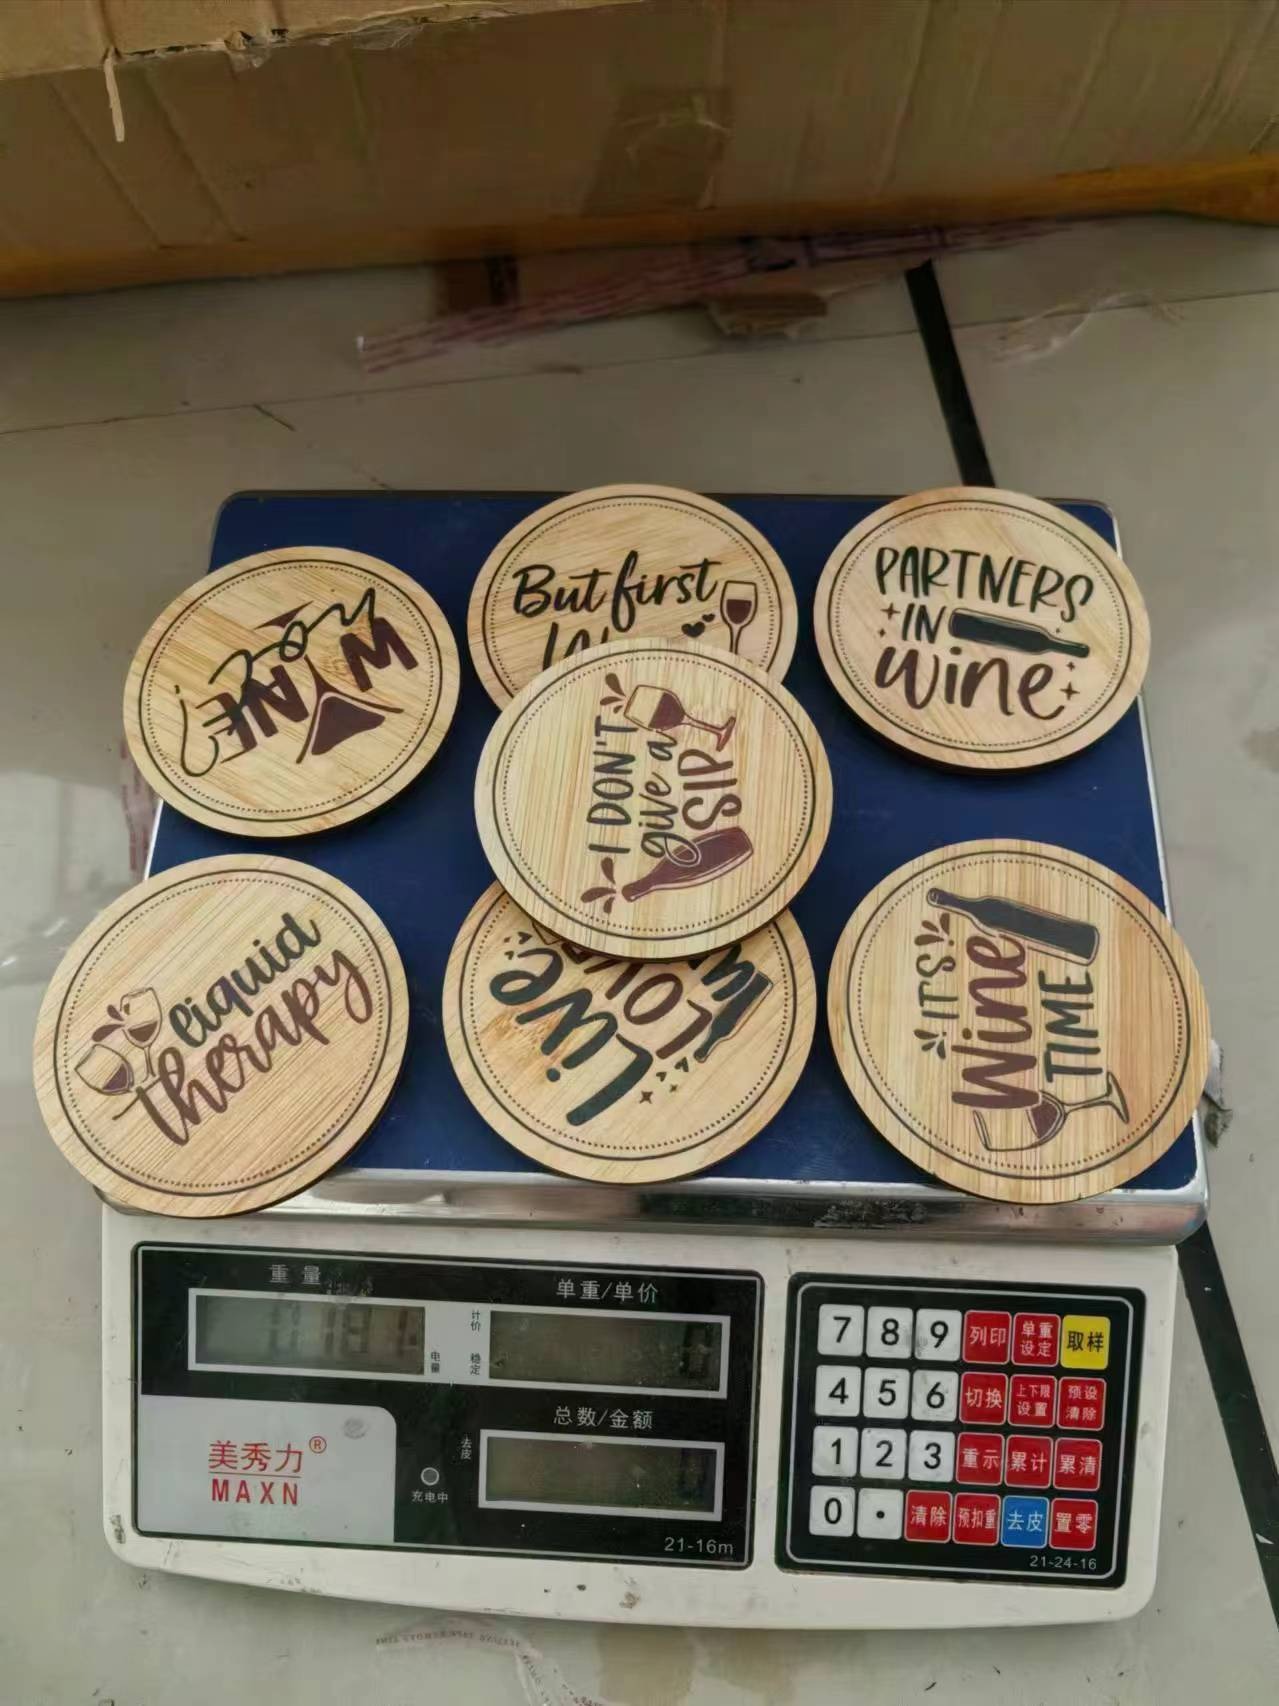 But first
PARTNERS
IN
wine
WINE
I DON'T
give a
SIP
liquid
therapy
Live
IT'S
Wine
TIME
重量
单重/单价
计价
稳定
电量
总数/金额
去皮
美秀力®
MAXN
充电中
21-16m
7 8 9 列印 单重设定 取样
4 5 6 切换 上下限设置 预设清除
1 2 3 重示 累计 累清
0 · 清除 预扣重 去皮 置零
21-24-16